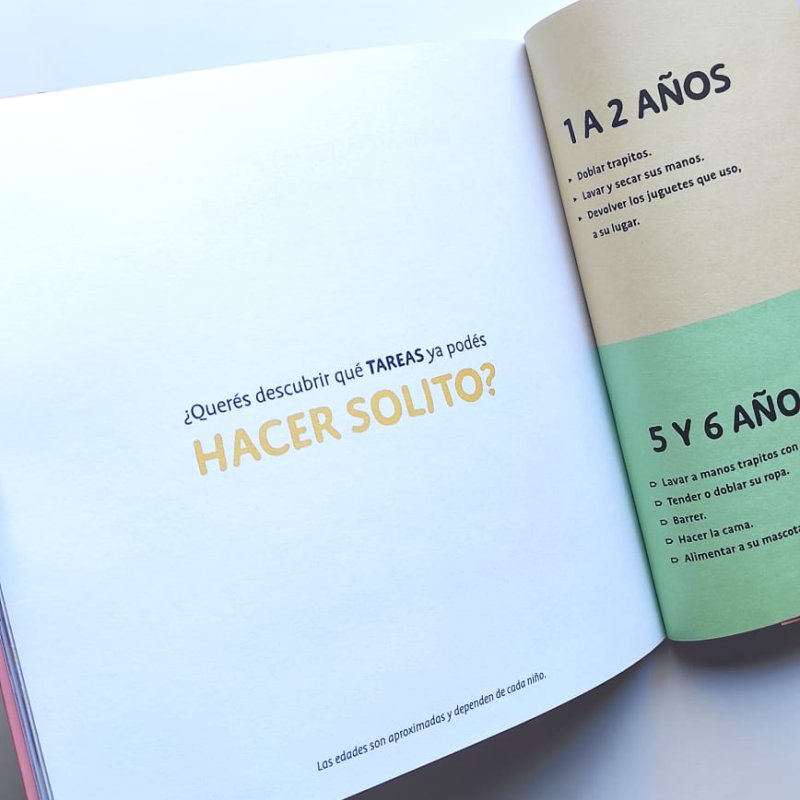 ¿Querés descubrir qué TAREAS ya podés
HACER SOLITO?
Las edades son aproximadas y dependen de cada niño.
1 A 2 AÑOS
Doblar trapitos.
Lavar y secar sus manos.
Devolver los juguetes que uso,
a su lugar.
5 Y 6 AÑO
Lavar a manos trapitos con
Tender o doblar su ropa.
Barrer.
Hacer la cama.
Alimentar a su mascota